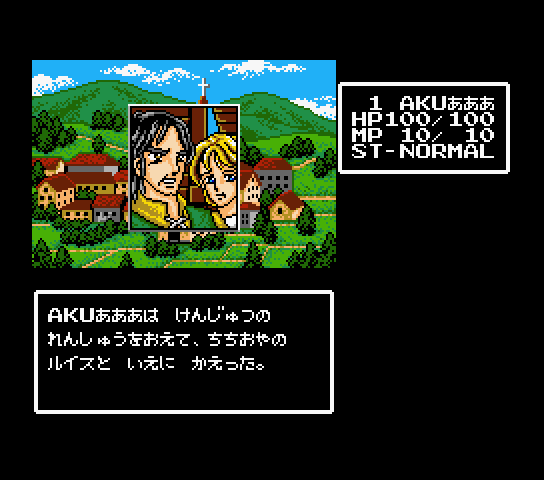 1 AKUあああ
HP100/100
MP 10/ 10
ST-NORMAL
AKUあああは けんじゅつの
れんしゅうをおえて、ちちおやの
ルイスと いえに かえった。